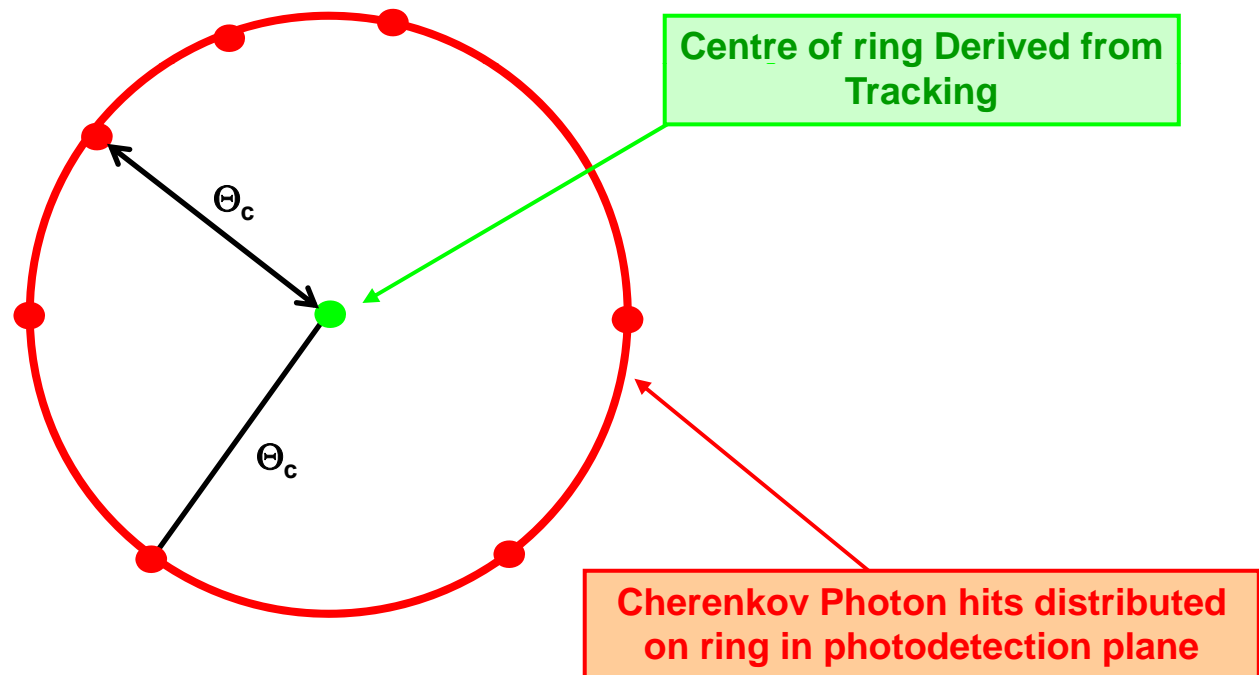 Centre of ring Derived from
Tracking
Θc
Θc
Cherenkov Photon hits distributed
on ring in photodetection plane